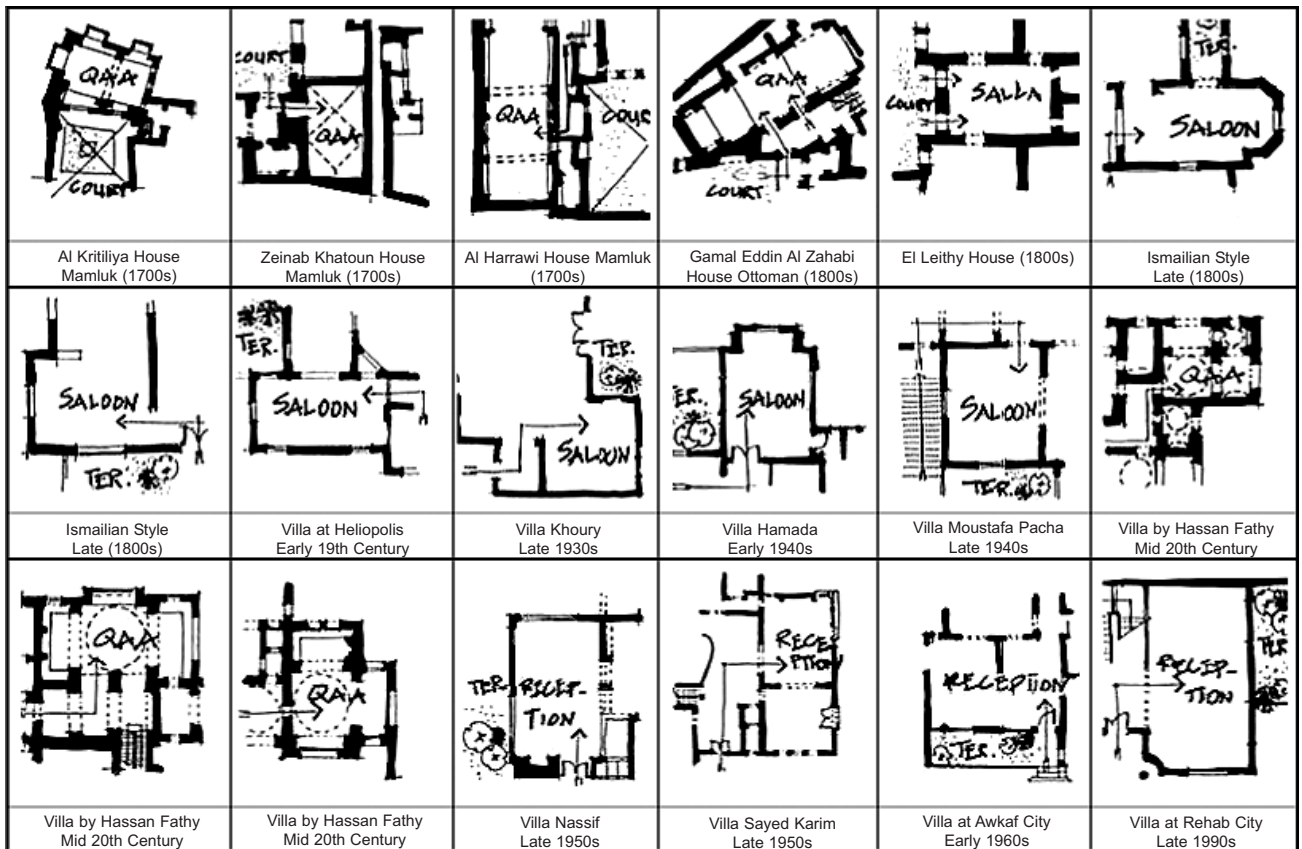 QAA
COURT
Al Kritiliya House
Mamluk (1700s)
COURT
QAA
Zeinab Khatoun House
Mamluk (1700s)
QAA
COUR
Al Harrawi House Mamluk
(1700s)
QAA
COURT
Gamal Eddin Al Zahabi
House Ottoman (1800s)
COURT
SALLA
El Leithy House (1800s)
TER.
SALOON
Ismailian Style
Late (1800s)
SALOON
TER.
Ismailian Style
Late (1800s)
TER.
SALOON
Villa at Heliopolis
Early 19th Century
TER.
SALOON
Villa Khoury
Late 1930s
TER.
SALOON
Villa Hamada
Early 1940s
SALOON
TER.
Villa Moustafa Pacha
Late 1940s
QAA
Villa by Hassan Fathy
Mid 20th Century
QAA
Villa by Hassan Fathy
Mid 20th Century
QAA
Villa by Hassan Fathy
Mid 20th Century
TER.
RECEP-
TION
Villa Nassif
Late 1950s
RECE
PTION
Villa Sayed Karim
Late 1950s
RECEPTION
TER.
Villa at Awkaf City
Early 1960s
TER
RECEP-
TION
Villa at Rehab City
Late 1990s